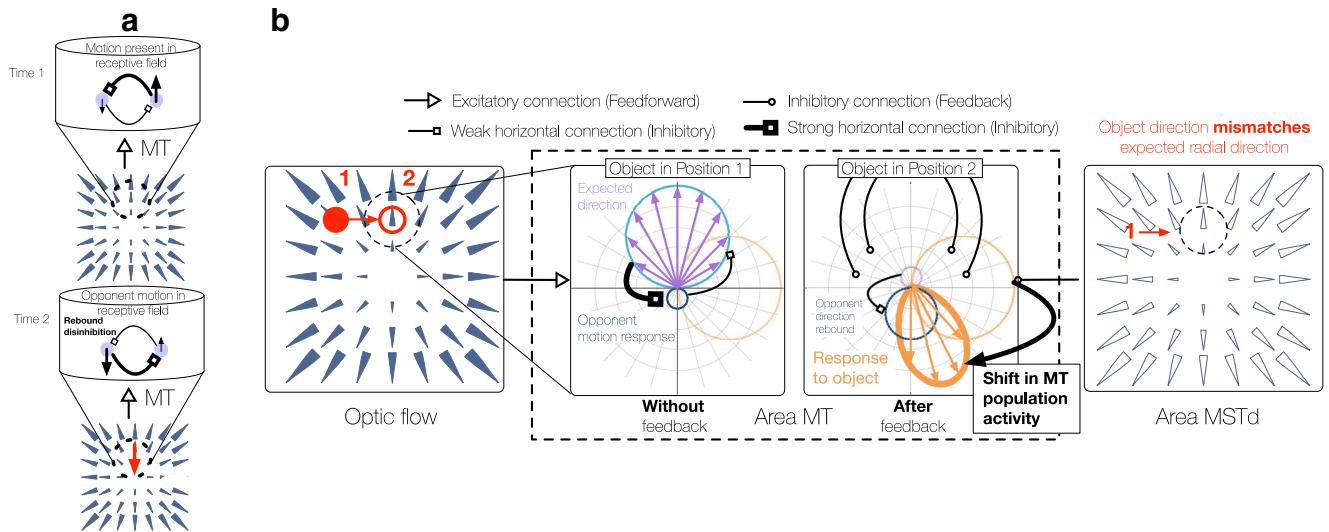 a
Time 1
Motion present in
receptive field
MT
Time 2
Opponent motion in
receptive field
Rebound
disinhibition
MT
b
Excitatory connection (Feedforward)
Inhibitory connection (Feedback)
Weak horizontal connection (Inhibitory)
Strong horizontal connection (Inhibitory)
1
2
Optic flow
Object in Position 1
Expected
direction
Opponent
motion response
Without
feedback
Area MT
Object in Position 2
Opponent
direction
rebound
Response
to object
After
feedback
Shift in MT
population
activity
Object direction mismatches
expected radial direction
1
Area MSTd